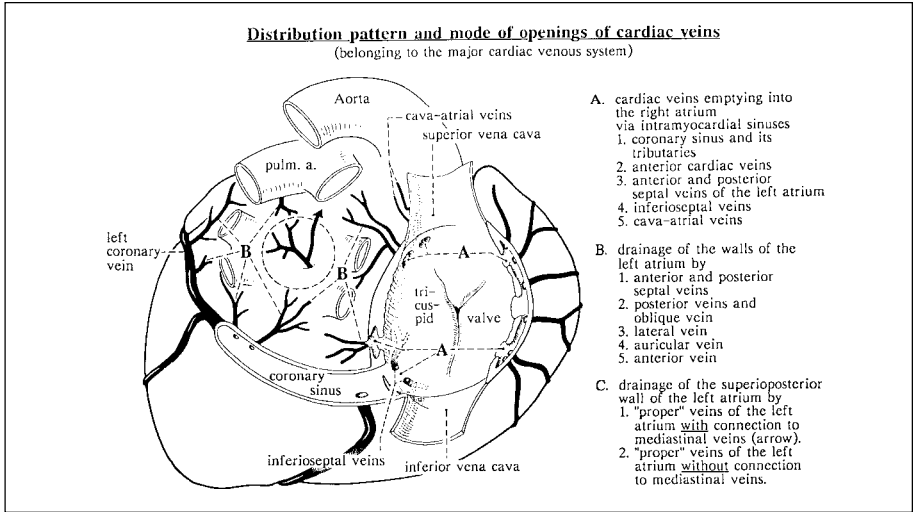 Distribution pattern and mode of openings of cardiac veins
(belonging to the major cardiac venous system)
Aorta
cava-atrial veins
superior vena cava
pulm. a.
left
coronary
vein
B
B
A
tri-
cus-
pid
valve
A
coronary
sinus
inferioseptal veins
inferior vena cava
A. cardiac veins emptying into
the right atrium
via intramyocardial sinuses
1. coronary sinus and its
tributaries
2. anterior cardiac veins
3. anterior and posterior
septal veins of the left atrium
4. inferioseptal veins
5. cava-atrial veins
B. drainage of the walls of the
left atrium by
1. anterior and posterior
septal veins
2. posterior veins and
oblique vein
3. lateral vein
4. auricular vein
5. anterior vein
C. drainage of the superioposterior
wall of the left atrium by
1. "proper" veins of the left
atrium with connection to
mediastinal veins (arrow).
2. "proper" veins of the left
atrium without connection
to mediastinal veins.